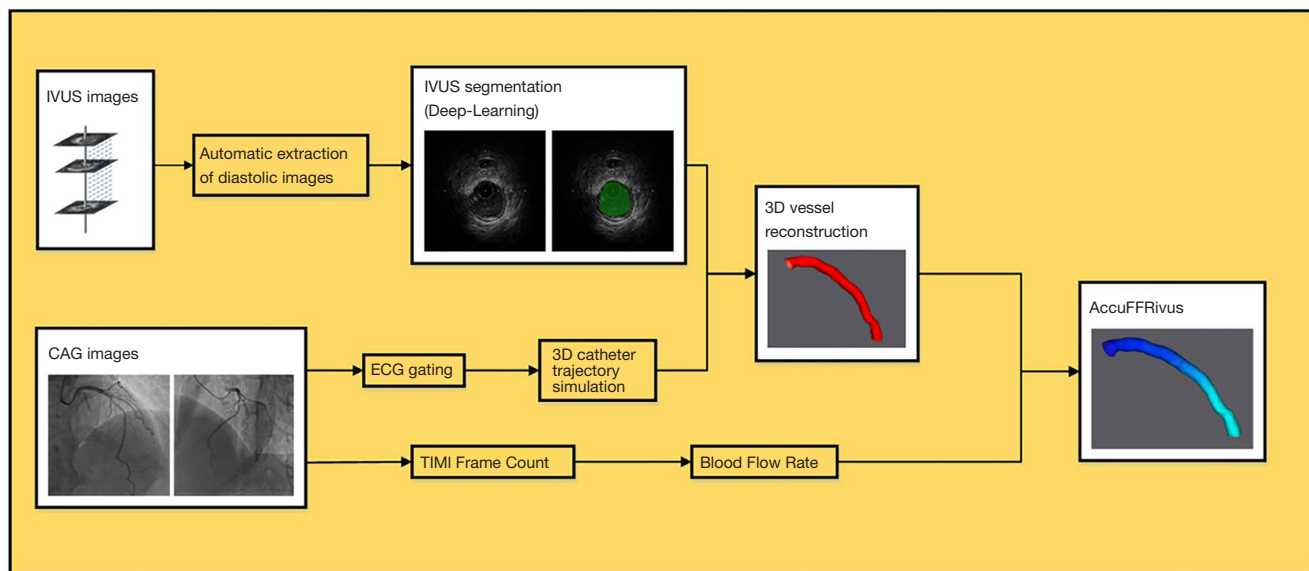 IVUS images
Automatic extraction
of diastolic images
IVUS segmentation
(Deep-Learning)
3D vessel
reconstruction
AccuFFRivus
CAG images
ECG gating
3D catheter
trajectory
simulation
TIMI Frame Count
Blood Flow Rate